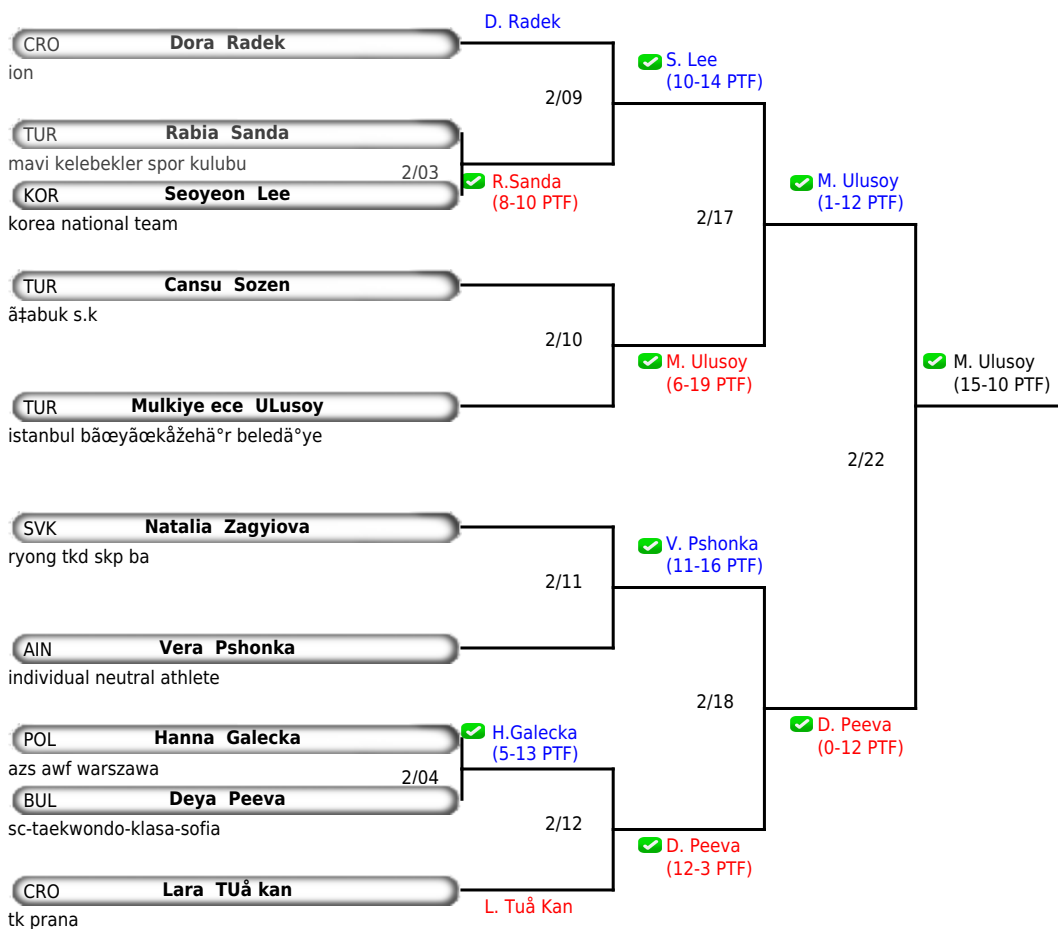 D. Radek
CRO Dora Radek
ion
S. Lee
(10-14 PTF)
2/09
TUR Rabia Sanda
mavi kelebekler spor kulubu
2/03
R.Sanda
(8-10 PTF)
KOR Seoyeon Lee
korea national team
M. Ulusoy
(1-12 PTF)
2/17
TUR Cansu Sozen
ã‡abuk s.k
2/10
M. Ulusoy
(6-19 PTF)
M. Ulusoy
(15-10 PTF)
TUR Mulkiye ece ULusoy
istanbul bãœyãœkåžehä°r beledä°ye
2/22
SVK Natalia Zagyiova
ryong tkd skp ba
V. Pshonka
(11-16 PTF)
2/11
AIN Vera Pshonka
individual neutral athlete
2/18
D. Peeva
(0-12 PTF)
POL Hanna Galecka
azs awf warszawa
H.Galecka
(5-13 PTF)
2/04
BUL Deya Peeva
sc-taekwondo-klasa-sofia
2/12
D. Peeva
(12-3 PTF)
CRO Lara TUå kan
L. Tuå Kan
tk prana